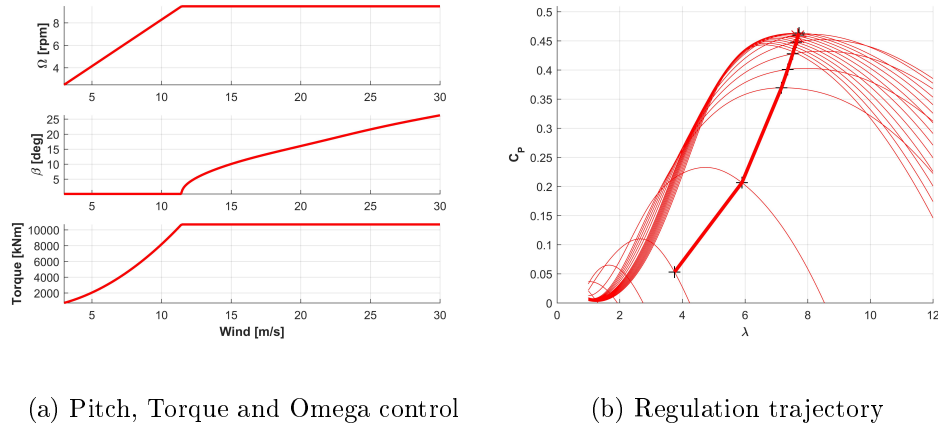 8
6
4
Ω [rpm]
5 10 15 20 25 30
25
20
15
10
5
β [deg]
5 10 15 20 25 30
10000
8000
6000
4000
2000
Torque [kNm]
5 10 15 20 25 30
Wind [m/s]
(a) Pitch, Torque and Omega control
0.5
0.45
0.4
0.35
0.3
0.25
0.2
0.15
0.1
0.05
0
C_P
0 2 4 6 8 10 12
λ
(b) Regulation trajectory